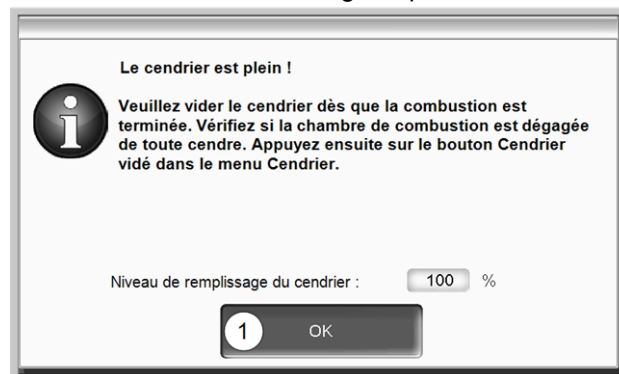 Le cendrier est plein !
Veuillez vider le cendrier dès que la combustion est
terminée. Vérifiez si la chambre de combustion est dégagée
de toute cendre. Appuyez ensuite sur le bouton Cendrier
vidé dans le menu Cendrier.
Niveau de remplissage du cendrier : 100 %
1 OK